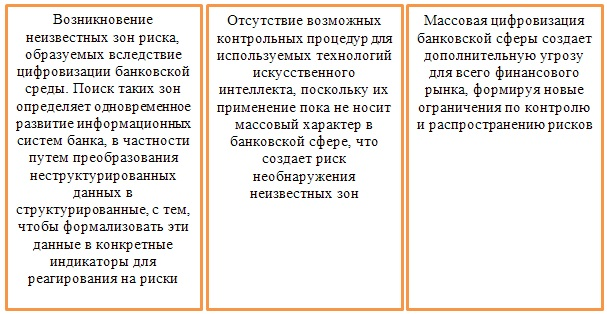 Возникновение
неизвестных зон риска,
образуемых вследствие
цифровизации банковской
среды. Поиск таких зон
определяет одновременное
развитие информационных
систем банка, в частности
путем преобразования
неструктурированных
данных в
структурированные, с тем,
чтобы формализовать эти
данные в конкретные
индикаторы для
реагирования на риски
Отсутствие возможных
контрольных процедур для
используемых технологий
искусственного
интеллекта, поскольку их
применение пока не носит
массовый характер в
банковской сфере, что
создает риск
необнаружения
неизвестных зон
Массовая цифровизация
банковской сферы создает
дополнительную угрозу
для всего финансового
рынка, формируя новые
ограничения по контролю
и распространению рисков